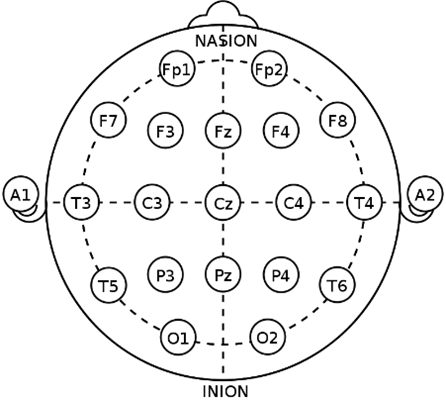 NASION
Fp1 Fp2
F7 F3 Fz F4 F8
A1 T3 C3 Cz C4 T4 A2
T5 P3 Pz P4 T6
O1 O2
INION